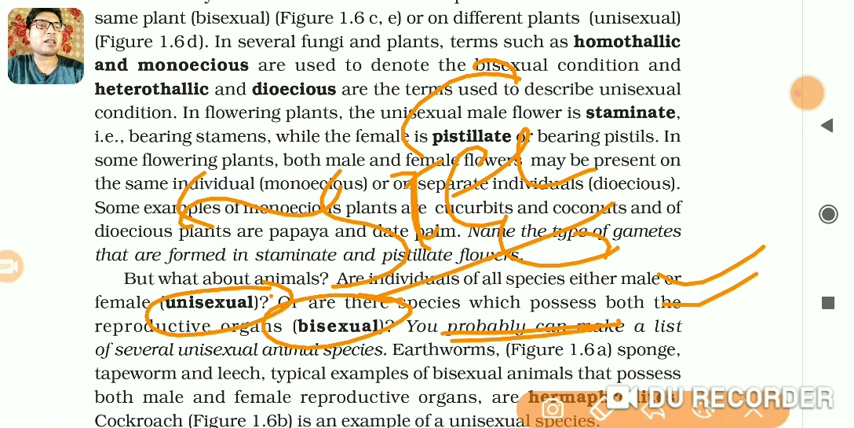 same plant (bisexual) (Figure 1.6 c, e) or on different plants (unisexual)
(Figure 1.6 d). In several fungi and plants, terms such as homothallic
and monoecious are used to denote the bisexual condition and
heterothallic and dioecious are the terms used to describe unisexual
condition. In flowering plants, the unisexual male flower is staminate,
i.e., bearing stamens, while the female is pistillate or bearing pistils. In
some flowering plants, both male and female flowers may be present on
the same individual (monoecious) or on separate individuals (dioecious).
Some examples of monoecious plants are cucurbits and coconuts and of
dioecious plants are papaya and date palm. Name the type of gametes
that are formed in staminate and pistillate flowers.
But what about animals? Are individuals of all species either male or
female (unisexual)? Or are there species which possess both the
reproductive organs (bisexual)? You probably can make a list
of several unisexual animal species. Earthworms, (Figure 1.6 a) sponge,
tapeworm and leech, typical examples of bisexual animals that possess
both male and female reproductive organs, are hermaphrodites.
Cockroach (Figure 1.6b) is an example of a unisexual species.
DU RECORDER